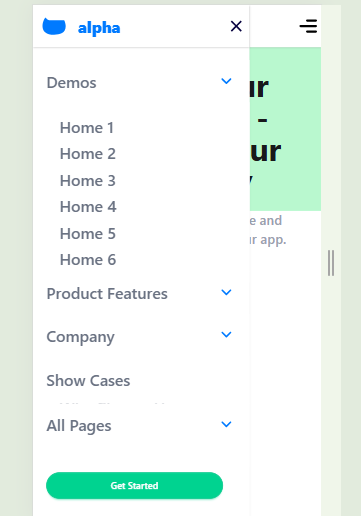 alpha
Demos
Home 1
Home 2
Home 3
Home 4
Home 5
Home 6
Product Features
Company
Show Cases
All Pages
Get Started
ur
-
ur
e and
ur app.